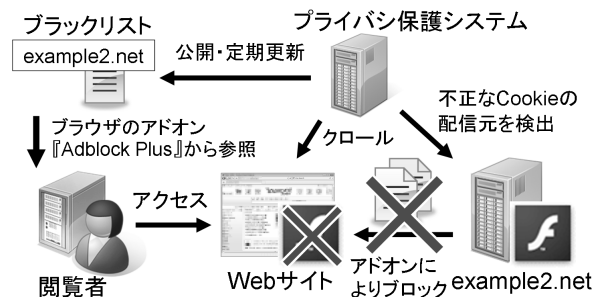 ブラックリスト
example2.net
プライバシ保護システム
公開・定期更新
不正なCookieの
配信元を検出
ブラウザのアドオン
『Adblock Plus』から参照
クロール
アクセス
閲覧者
Webサイト
アドオンに
よりブロック
example2.net